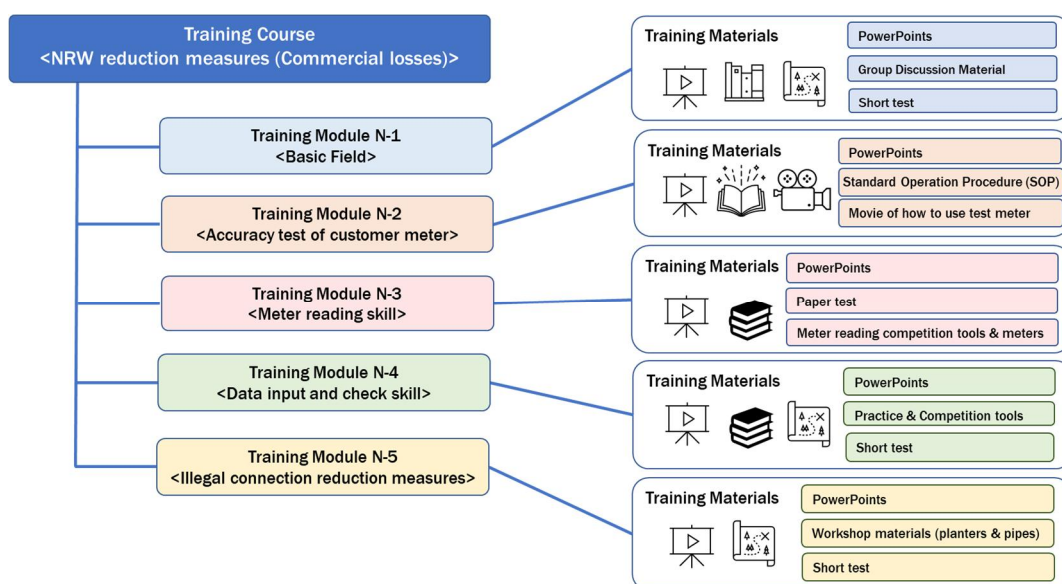 Training Course
<NRW reduction measures (Commercial losses)>
Training Module N-1
<Basic Field>
Training Module N-2
<Accuracy test of customer meter>
Training Module N-3
<Meter reading skill>
Training Module N-4
<Data input and check skill>
Training Module N-5
<Illegal connection reduction measures>
Training Materials
PowerPoints
Group Discussion Material
Short test
Training Materials
PowerPoints
Standard Operation Procedure (SOP)
Movie of how to use test meter
Training Materials
PowerPoints
Paper test
Meter reading competition tools & meters
Training Materials
PowerPoints
Practice & Competition tools
Short test
Training Materials
PowerPoints
Workshop materials (planters & pipes)
Short test